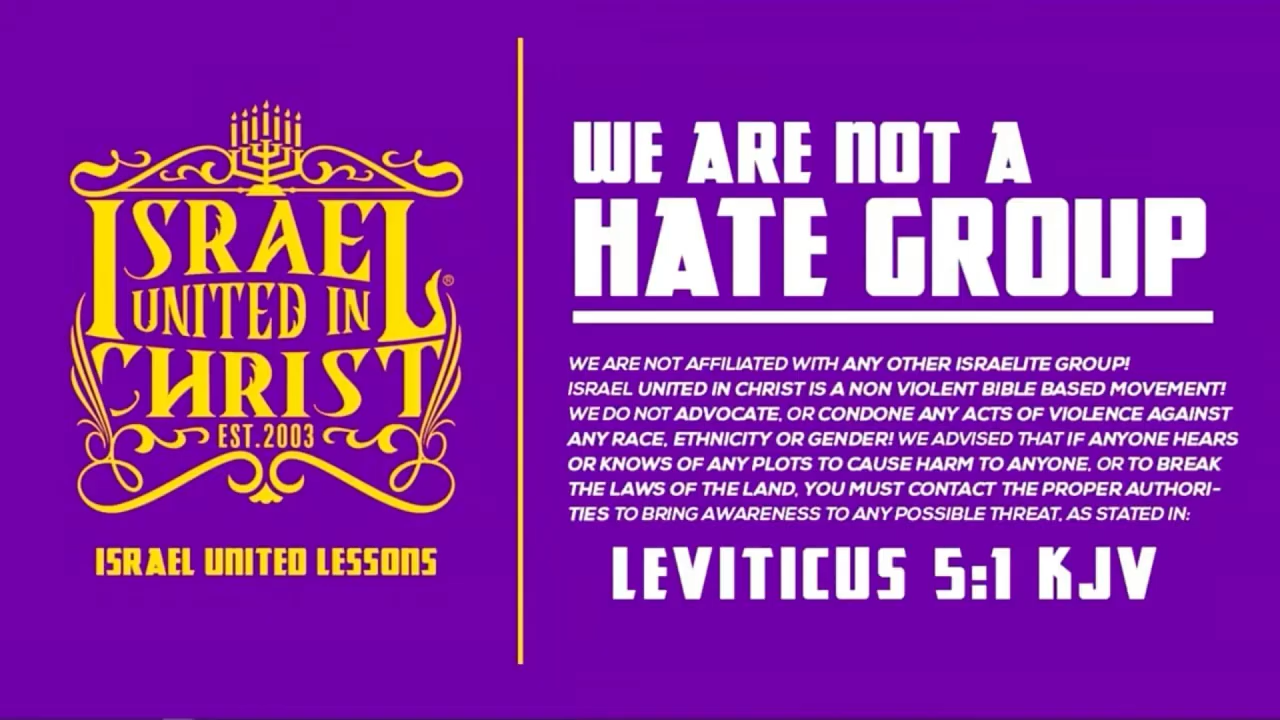 ISRAEL
UNITED IN
CHRIST®
EST.2003
ISRAEL UNITED LESSONS
WE ARE NOT A
HATE GROUP
WE ARE NOT AFFILIATED WITH ANY OTHER ISRAELITE GROUP!
ISRAEL UNITED IN CHRIST IS A NON VIOLENT BIBLE BASED MOVEMENT!
WE DO NOT ADVOCATE, OR CONDONE ANY ACTS OF VIOLENCE AGAINST
ANY RACE, ETHNICITY OR GENDER! WE ADVISED THAT IF ANYONE HEARS
OR KNOWS OF ANY PLOTS TO CAUSE HARM TO ANYONE, OR TO BREAK
THE LAWS OF THE LAND, YOU MUST CONTACT THE PROPER AUTHORI-
TIES TO BRING AWARENESS TO ANY POSSIBLE THREAT, AS STATED IN:
LEVITICUS 5:1 KJV